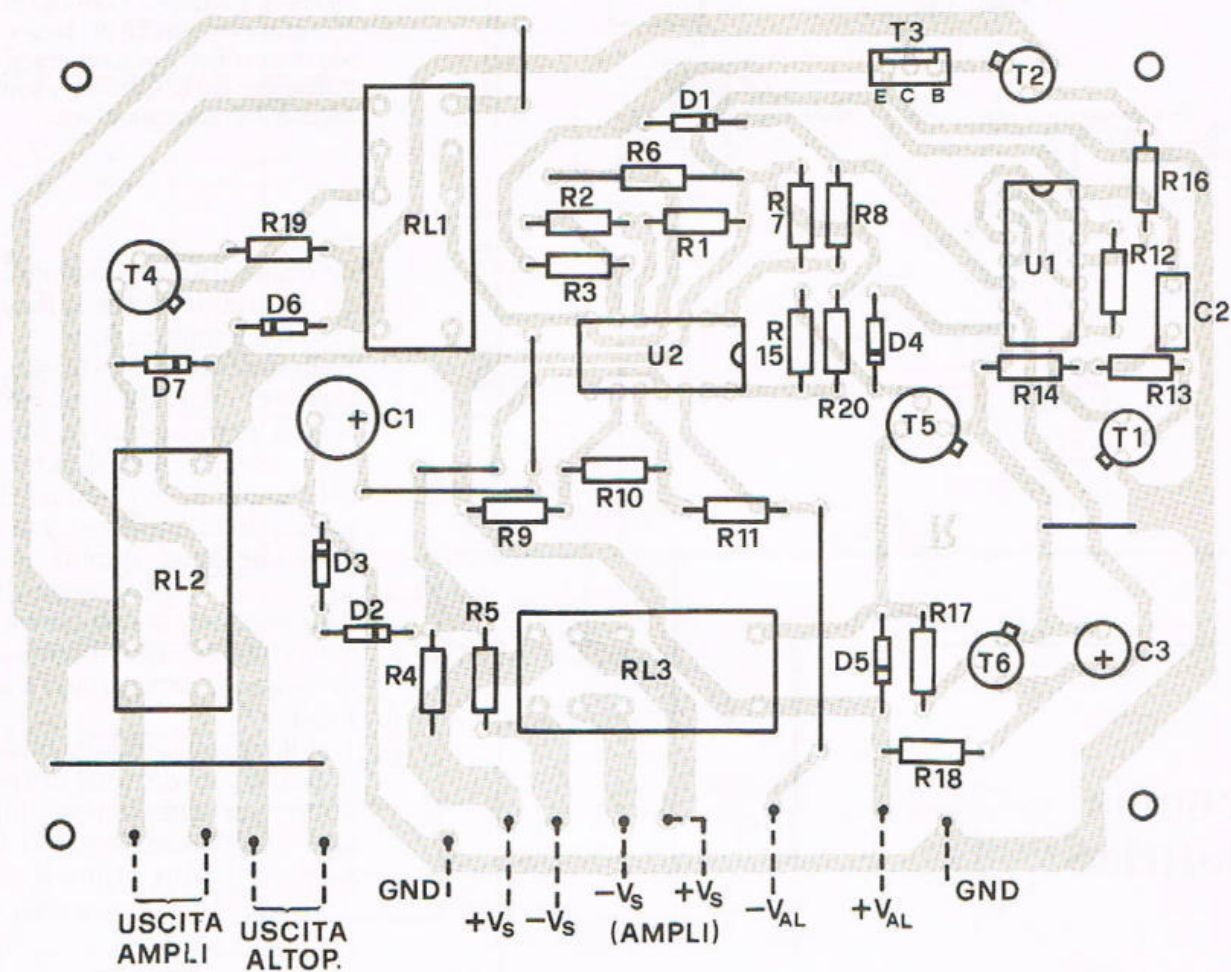 T3
T2
E C B
D1
R16
R6
R2
R7
R8
R19
RL1
R1
U1
R12
T4
R3
C2
D6
U2
R15
D4
D7
R14
R13
R20
C1
T5
T1
R10
R9
R11
RL2
D3
D2
R5
R17
R4
RL3
D5
T6
C3
R18
GND
+VS
-VS
-VS
+VS
(AMPLI)
-VAL
+VAL
GND
USCITA
AMPLI
USCITA
ALTOP.